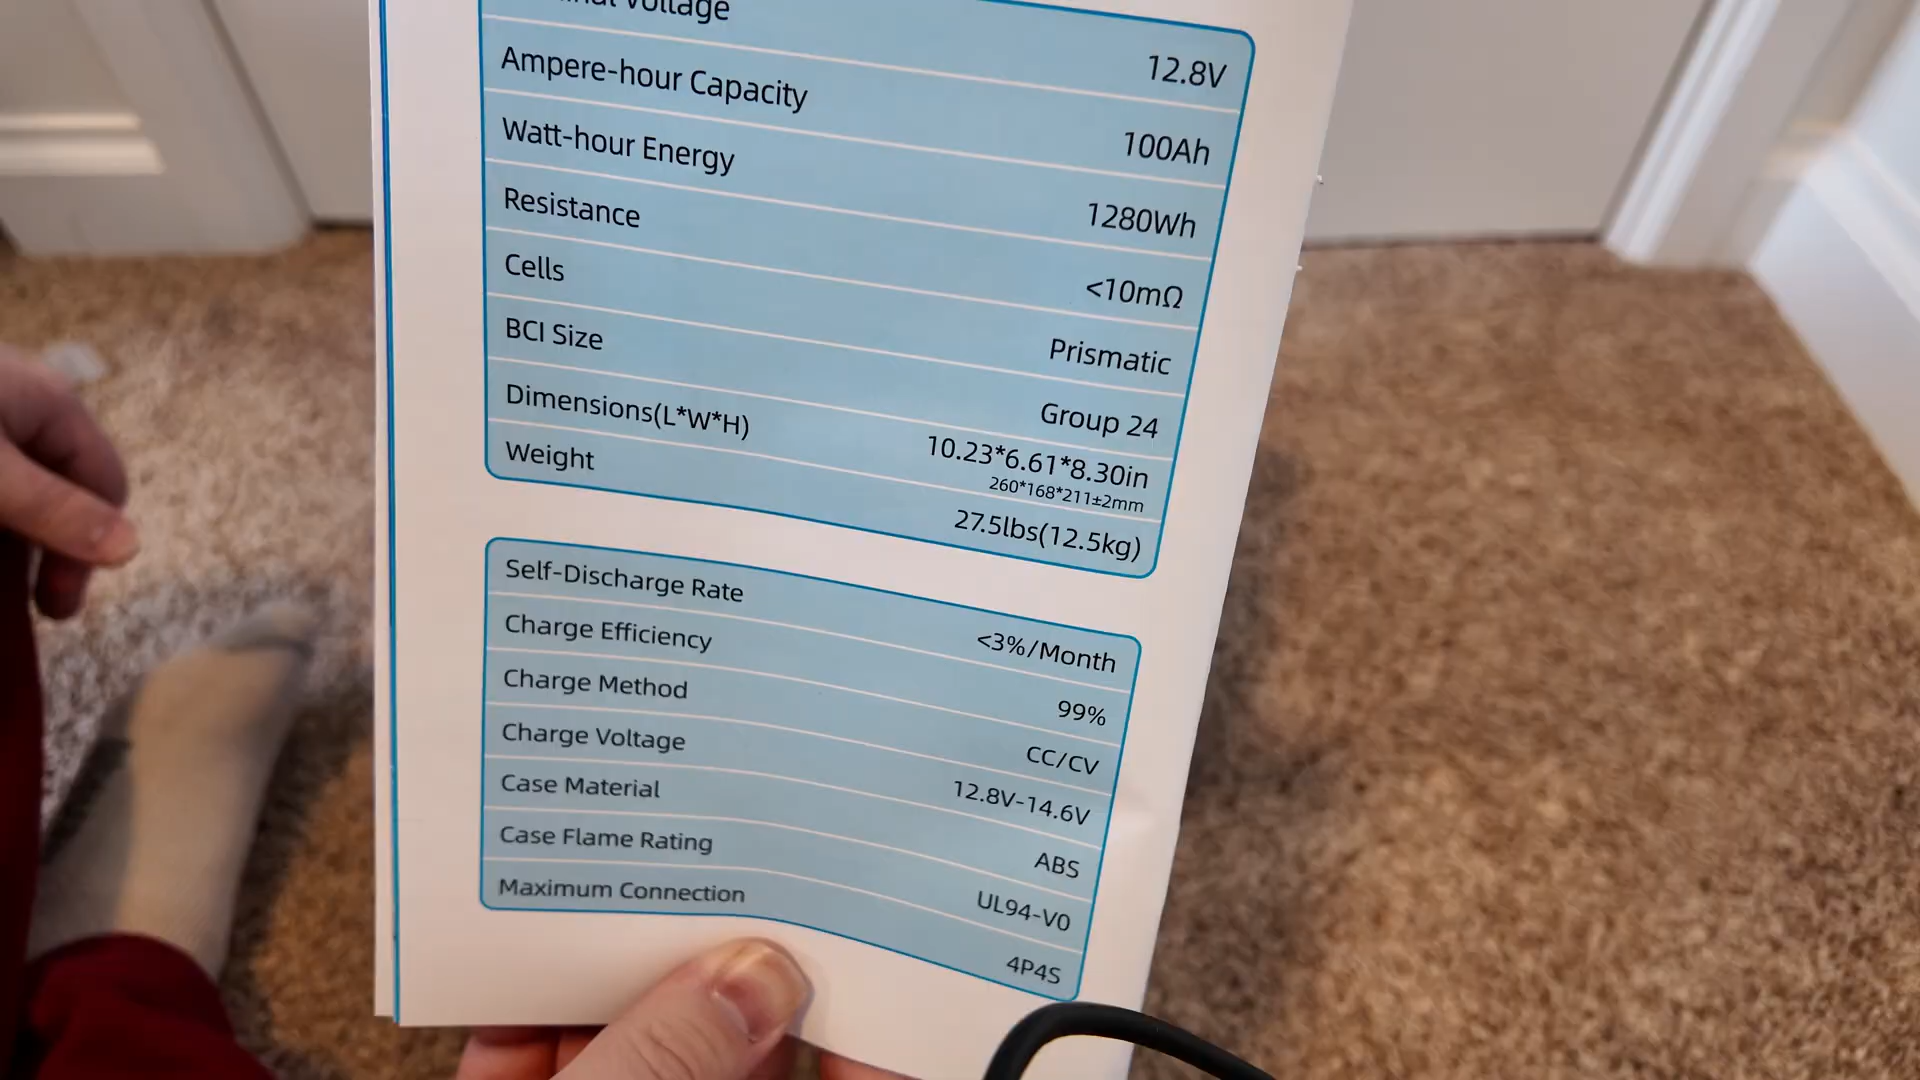 Voltage 12.8V
Ampere-hour Capacity 100Ah
Watt-hour Energy 1280Wh
Resistance <10mΩ
Cells Prismatic
BCI Size Group 24
Dimensions(L*W*H) 10.23*6.61*8.30in
260*168*211±2mm
Weight 27.5lbs(12.5kg)
Self-Discharge Rate <3%/Month
Charge Efficiency 99%
Charge Method CC/CV
Charge Voltage 12.8V-14.6V
Case Material ABS
Case Flame Rating UL94-V0
Maximum Connection 4P4S